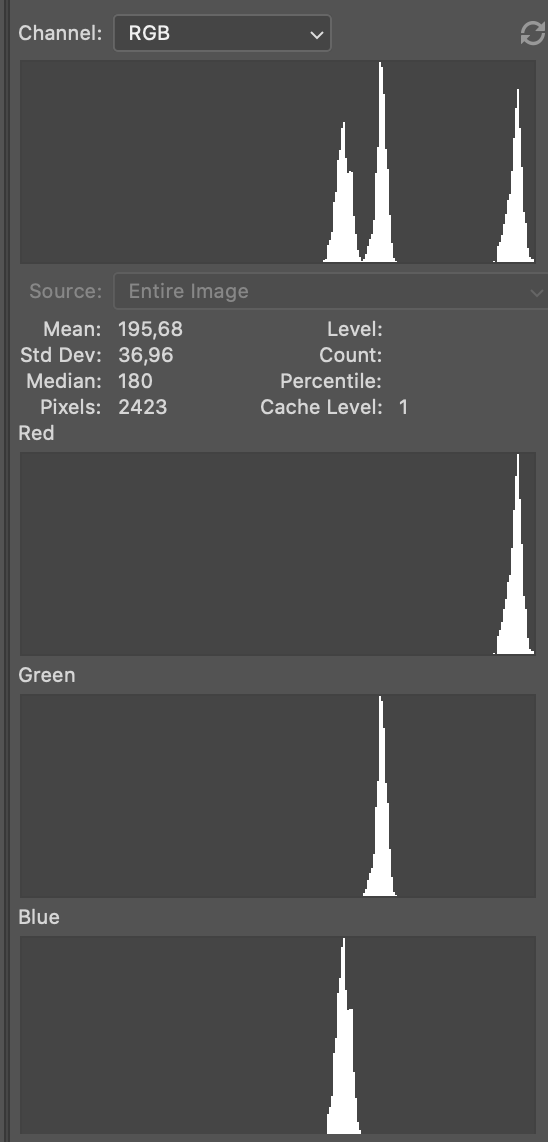 Channel: RGB
Source: Entire Image
Mean: 195,68 Level:
Std Dev: 36,96 Count:
Median: 180 Percentile:
Pixels: 2423 Cache Level: 1
Red
Green
Blue